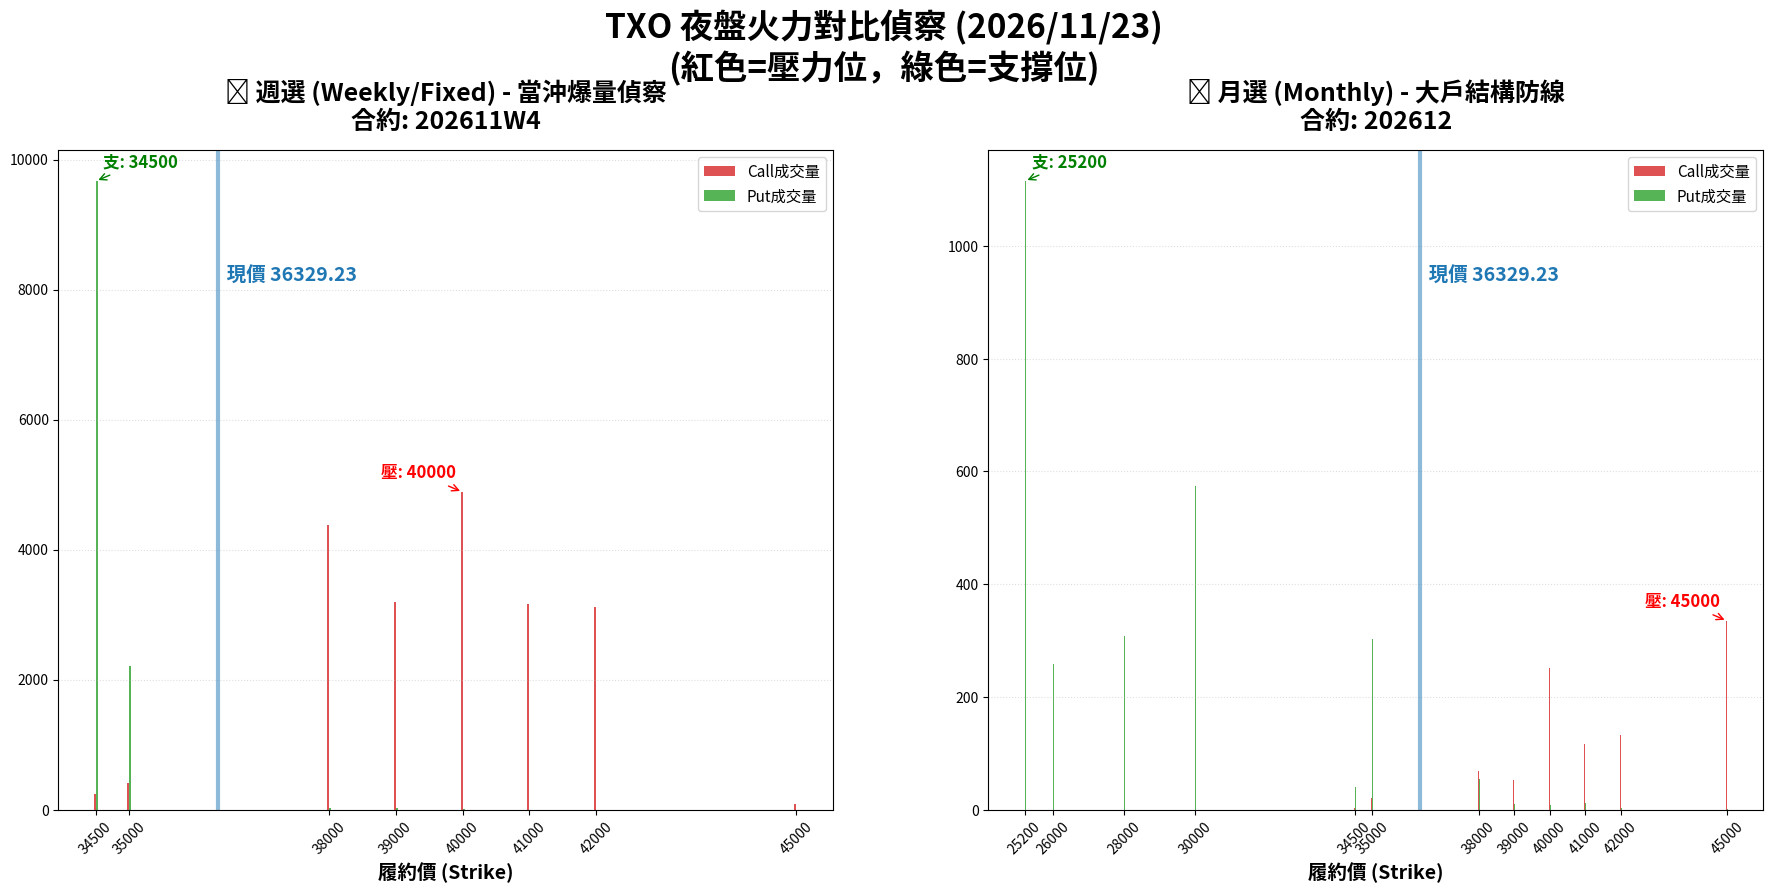 TXO 夜盤火力對比偵察 (2026/11/23)
(紅色=壓力位，綠色=支撐位)
週選 (Weekly/Fixed) - 當沖爆量偵察
合約: 202611W4
10000
8000
6000
4000
2000
0
支: 34500
現價 36329.23
壓: 40000
Call成交量
Put成交量
34500
35000
38000
39000
40000
41000
42000
45000
履約價 (Strike)
月選 (Monthly) - 大戶結構防線
合約: 202612
1000
800
600
400
200
0
支: 25200
現價 36329.23
壓: 45000
Call成交量
Put成交量
25200
26000
28000
30000
34500
35000
38000
39000
40000
41000
42000
45000
履約價 (Strike)